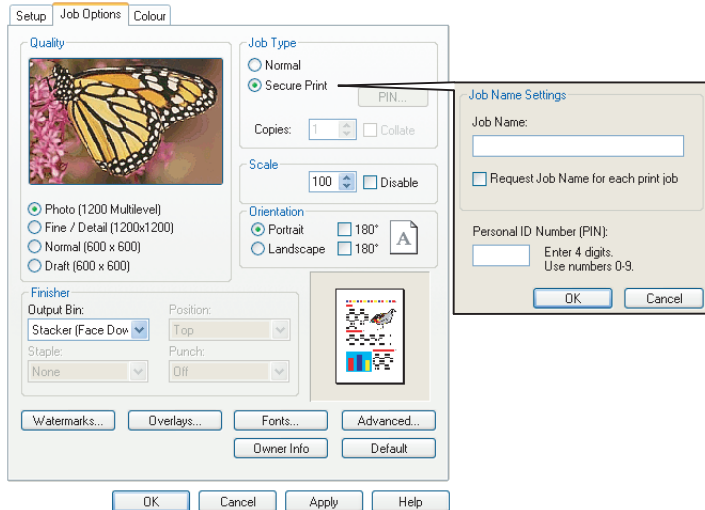 Setup
Job Options
Colour
Quality
Photo (1200 Multilevel)
Fine / Detail (1200x1200)
Normal (600 x 600)
Draft (600 x 600)
Job Type
Normal
Secure Print
PIN...
Copies: 1 Collate
Scale
100 Disable
Orientation
Portrait 180°
Landscape 180°
A
Finisher
Output Bin: Position:
Stacker (Face Dow Top
Staple: Punch:
None Off
Watermarks... Overlays... Fonts... Advanced...
Owner Info Default
OK Cancel Apply Help
Job Name Settings
Job Name:
Request Job Name for each print job
Personal ID Number (PIN):
Enter 4 digits.
Use numbers 0-9.
OK Cancel